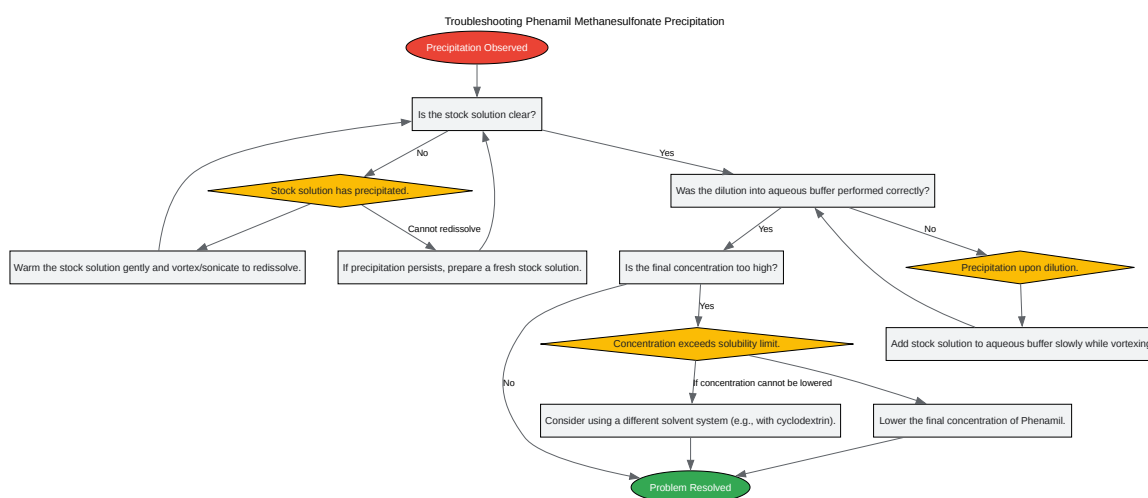 Troubleshooting Phenamil Methanesulfonate Precipitation
Precipitation Observed
Is the stock solution clear?
No
Yes
Stock solution has precipitated.
Was the dilution into aqueous buffer performed correctly?
Cannot redissolve
Yes
No
Warm the stock solution gently and vortex/sonicate to redissolve.
If precipitation persists, prepare a fresh stock solution.
Is the final concentration too high?
Precipitation upon dilution.
Yes
Concentration exceeds solubility limit.
Add stock solution to aqueous buffer slowly while vortexing
No
If concentration cannot be lowered
Consider using a different solvent system (e.g., with cyclodextrin).
Lower the final concentration of Phenamil.
Problem Resolved